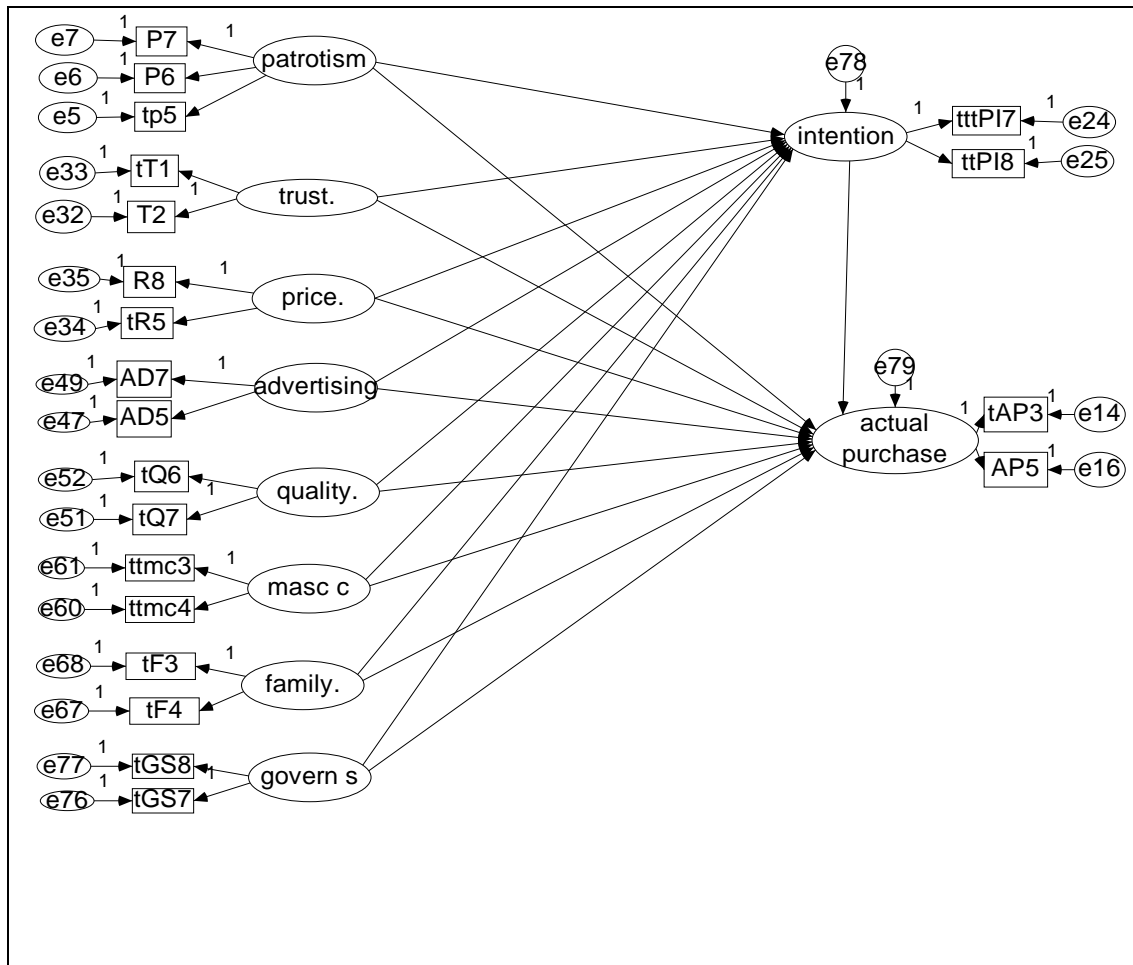 1
1
e7
P7
patrotism
1
e6
P6
1
e5
tp5
e78
1
intention
1
tttPI7
1
e24
ttPI8
1
e25
1
e33
tT1
trust.
1
e32
T2
1
1
e35
R8
1
price.
1
e34
tR5
1
e49
AD7
1
advertising
1
e47
AD5
e79
1
actual
purchase
1
tAP3
1
e14
AP5
1
e16
1
e52
tQ6
quality.
1
e51
tQ7
1
1
e61
ttmc3
1
masc c
1
e60
ttmc4
1
e68
tF3
1
family.
1
e67
tF4
1
e77
tGS8
govern s
1
e76
tGS7
1